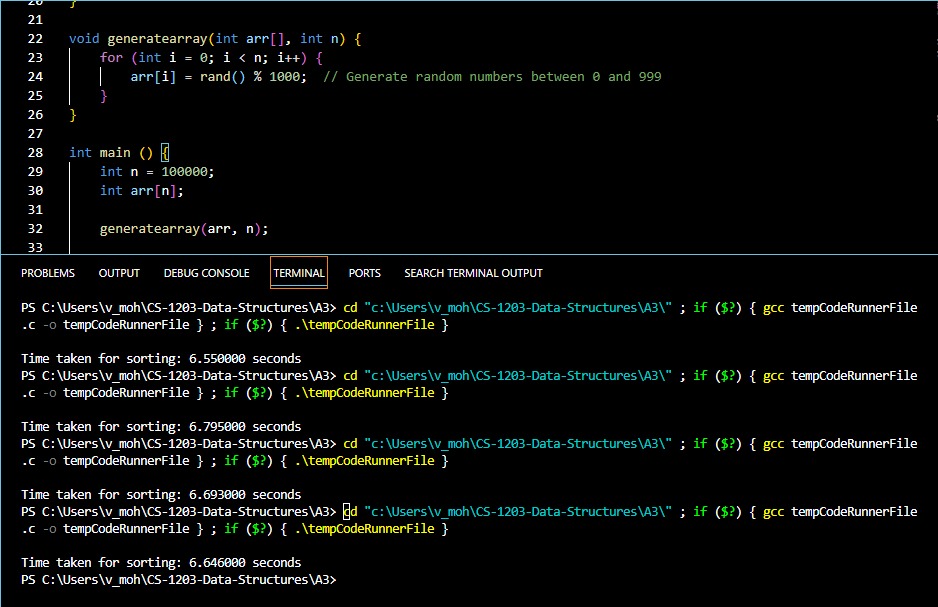 20 }
21
22 void generatearray(int arr[], int n) {
23 for (int i = 0; i < n; i++) {
24 arr[i] = rand() % 1000; // Generate random numbers between 0 and 999
25 }
26 }
27
28 int main () {
29 int n = 100000;
30 int arr[n];
31
32 generatearray(arr, n);
33
PROBLEMS OUTPUT DEBUG CONSOLE TERMINAL PORTS SEARCH TERMINAL OUTPUT
PS C:\Users\v_moh\CS-1203-Data-Structures\A3> cd "c:\Users\v_moh\CS-1203-Data-Structures\A3\" ; if ($?) { gcc tempCodeRunnerFile
.c -o tempCodeRunnerFile } ; if ($?) { .\tempCodeRunnerFile }
Time taken for sorting: 6.550000 seconds
PS C:\Users\v_moh\CS-1203-Data-Structures\A3> cd "c:\Users\v_moh\CS-1203-Data-Structures\A3\" ; if ($?) { gcc tempCodeRunnerFile
.c -o tempCodeRunnerFile } ; if ($?) { .\tempCodeRunnerFile }
Time taken for sorting: 6.795000 seconds
PS C:\Users\v_moh\CS-1203-Data-Structures\A3> cd "c:\Users\v_moh\CS-1203-Data-Structures\A3\" ; if ($?) { gcc tempCodeRunnerFile
.c -o tempCodeRunnerFile } ; if ($?) { .\tempCodeRunnerFile }
Time taken for sorting: 6.693000 seconds
PS C:\Users\v_moh\CS-1203-Data-Structures\A3> cd "c:\Users\v_moh\CS-1203-Data-Structures\A3\" ; if ($?) { gcc tempCodeRunnerFile
.c -o tempCodeRunnerFile } ; if ($?) { .\tempCodeRunnerFile }
Time taken for sorting: 6.646000 seconds
PS C:\Users\v_moh\CS-1203-Data-Structures\A3>